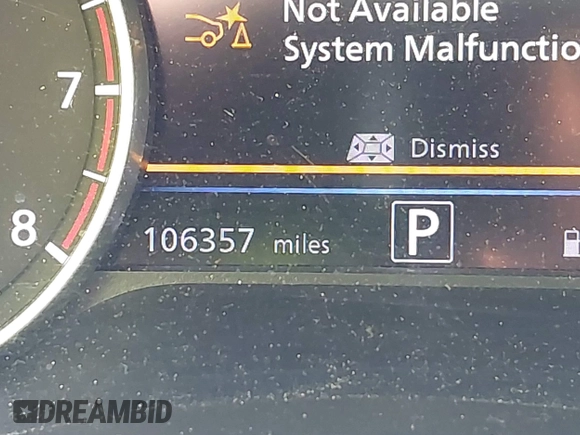 Not Available
System Malfunctio
7
Dismiss
8
106357 miles
P
DREAMBID